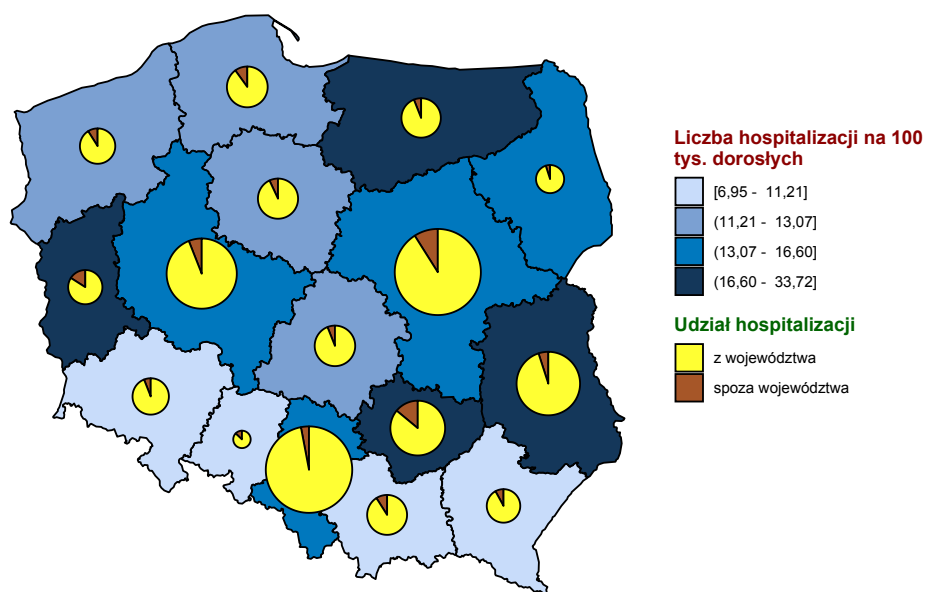 Liczba hospitalizacji na 100
tys. dorosłych
[6,95 - 11,21]
(11,21 - 13,07]
(13,07 - 16,60]
(16,60 - 33,72]
Udział hospitalizacji
z województwa
spoza województwa